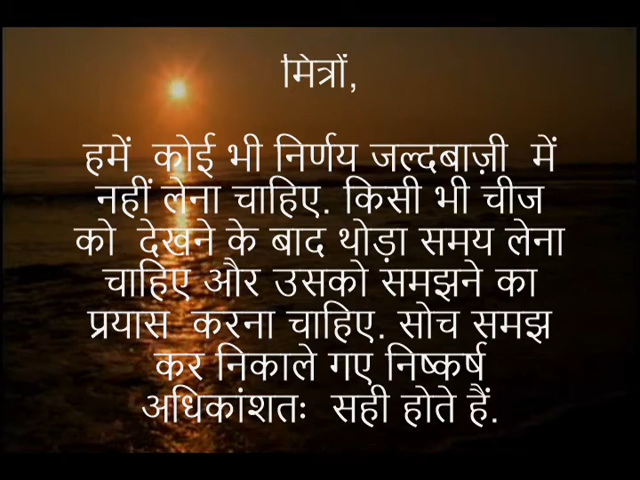 मित्रों,
हमें कोई भी निर्णय जल्दबाज़ी में
नहीं लेना चाहिए. किसी भी चीज
को देखने के बाद थोड़ा समय लेना
चाहिए और उसको समझने का
प्रयास करना चाहिए. सोच समझ
कर निकाले गए निष्कर्ष
अधिकांशतः सही होते हैं.